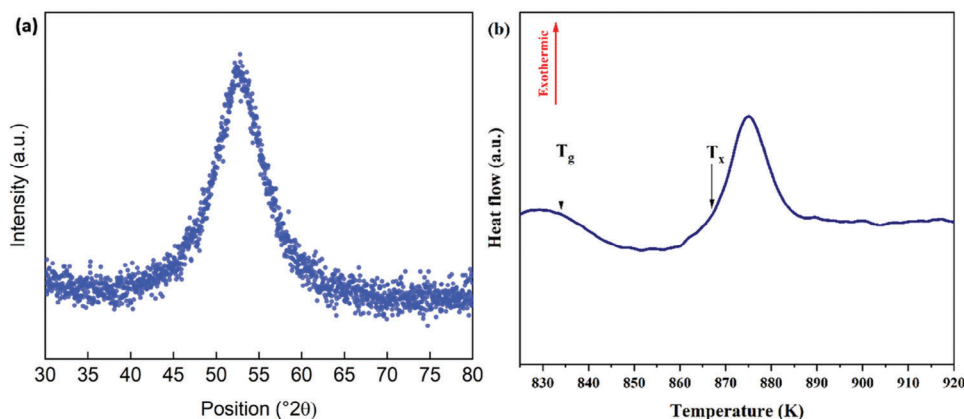 (a)
Intensity (a.u.)
30 35 40 45 50 55 60 65 70 75 80
Position (°2θ)
(b)
Exothermic
Tg
Tx
Heat flow (a.u.)
830 840 850 860 870 880 890 900 910 920
Temperature (K)